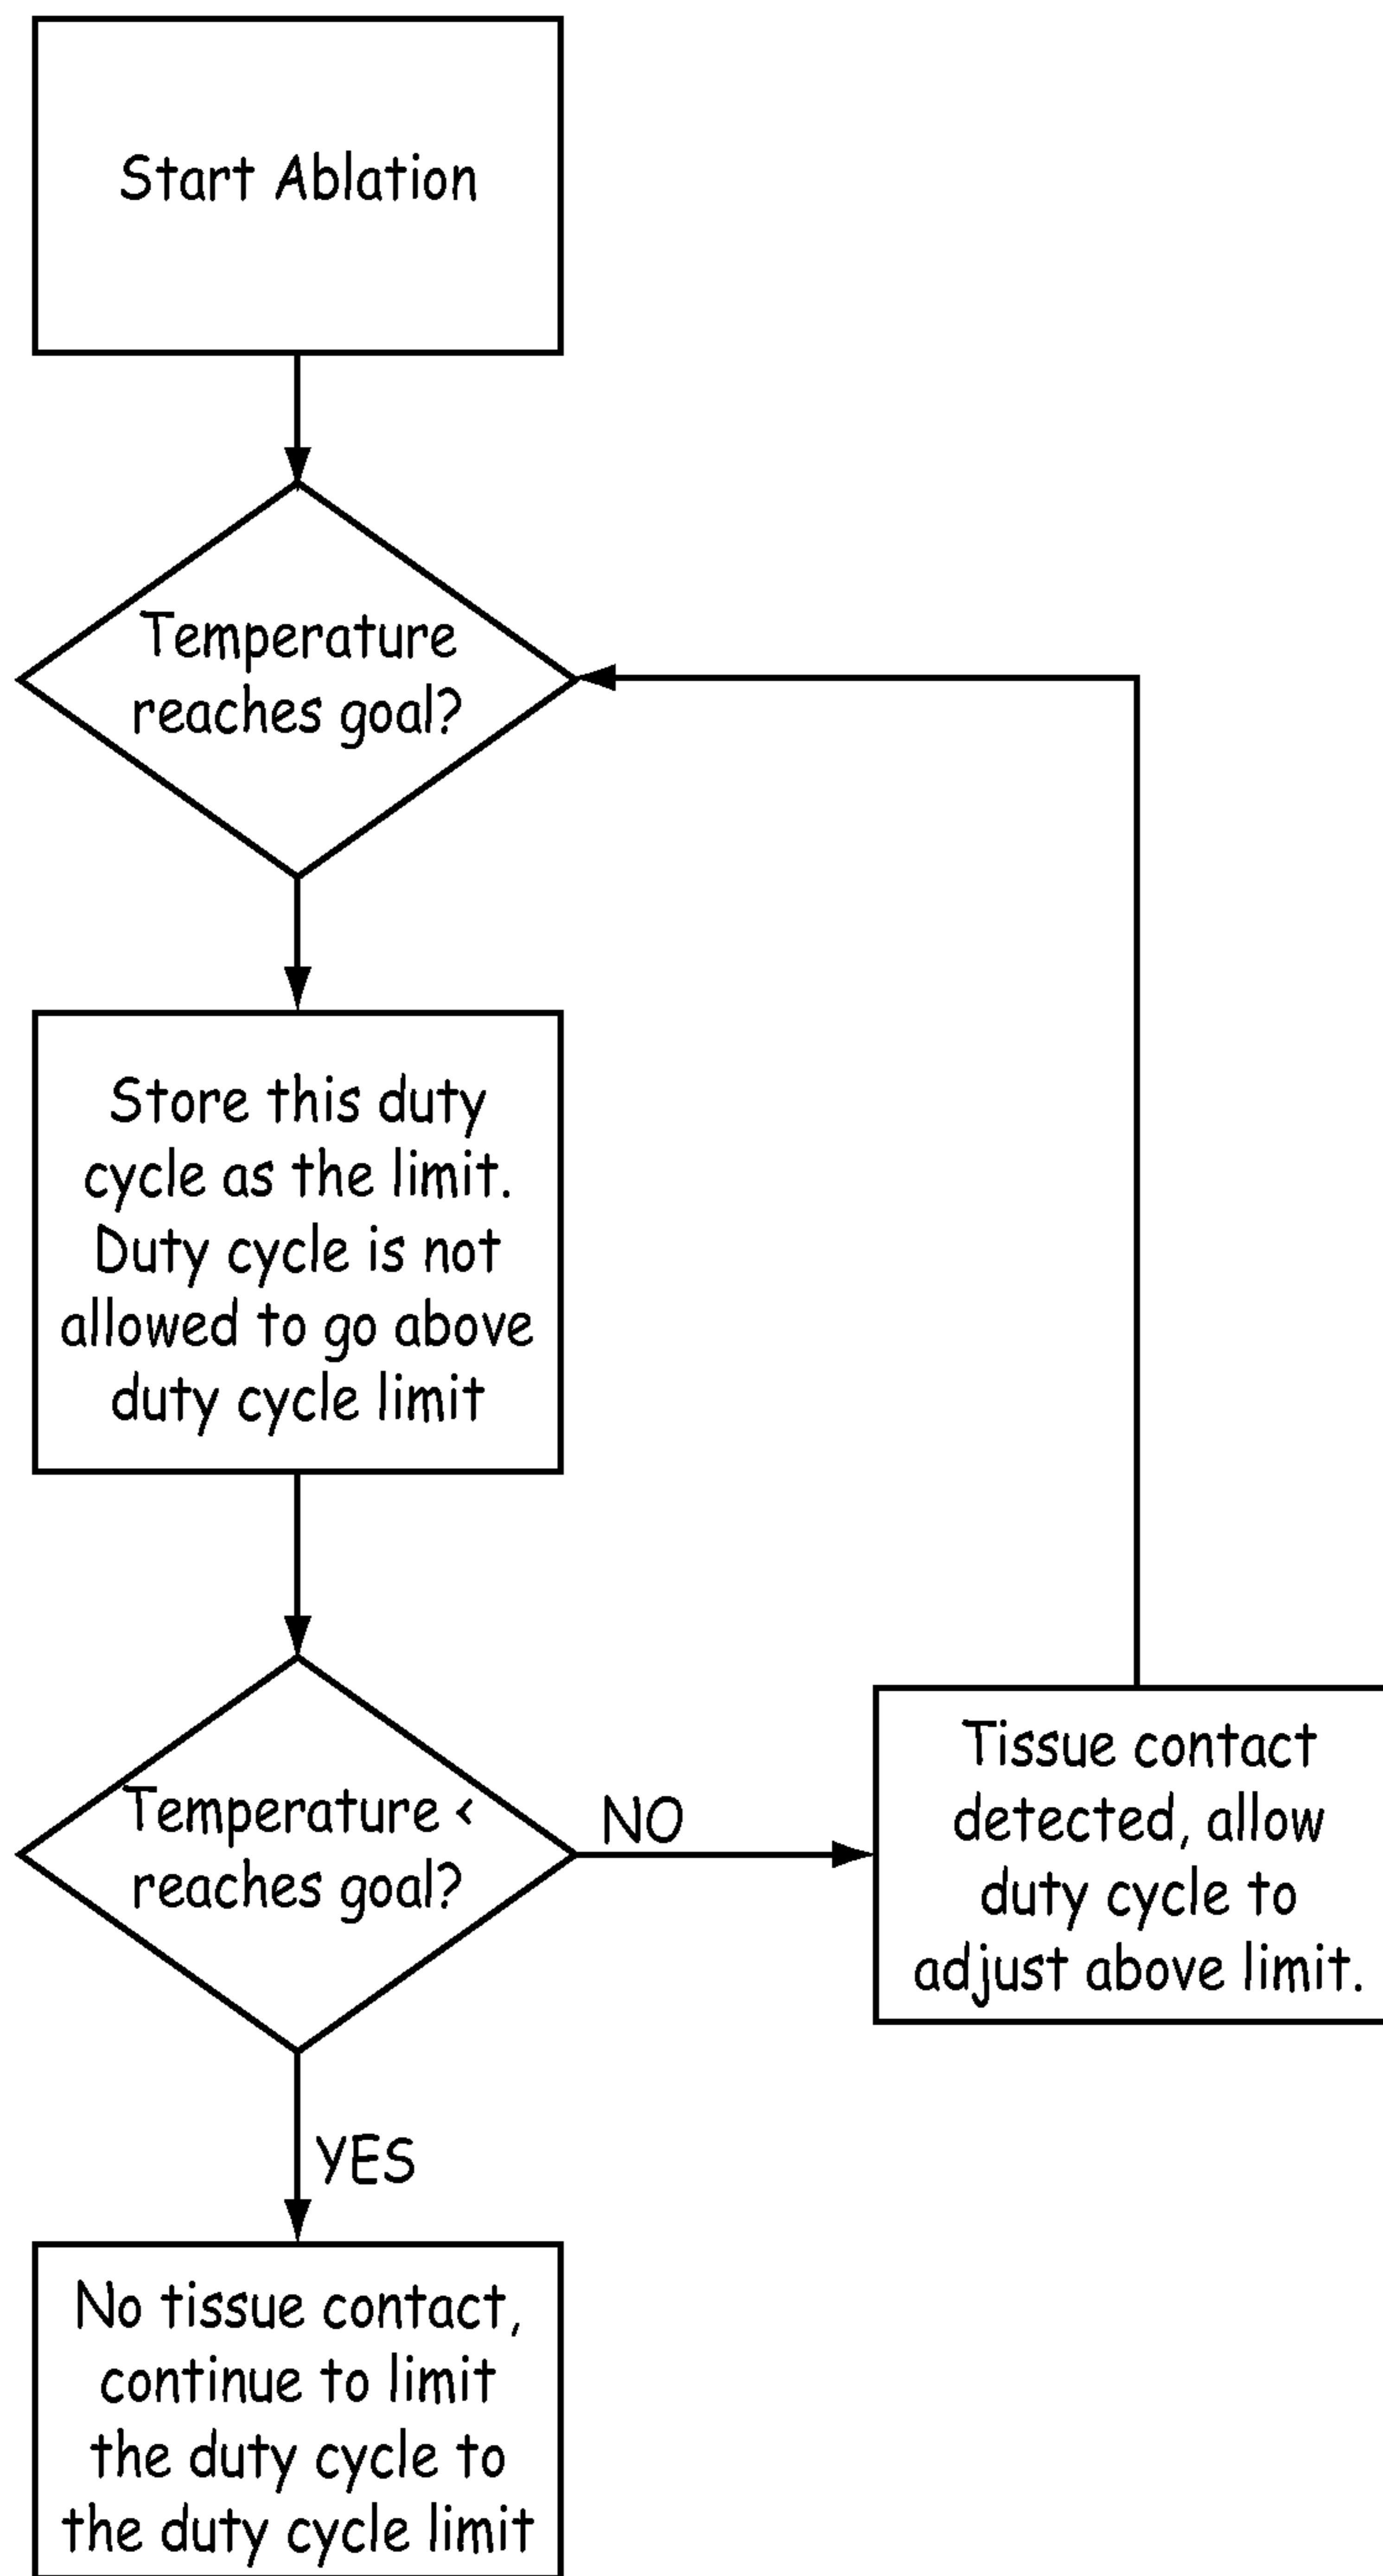 Start Ablation
Temperature
reaches goal?
Store this duty
cycle as the limit.
Duty cycle is not
allowed to go above
duty cycle limit
Temperature <
reaches goal?
NO
Tissue contact
detected, allow
duty cycle to
adjust above limit.
YES
No tissue contact,
continue to limit
the duty cycle to
the duty cycle limit